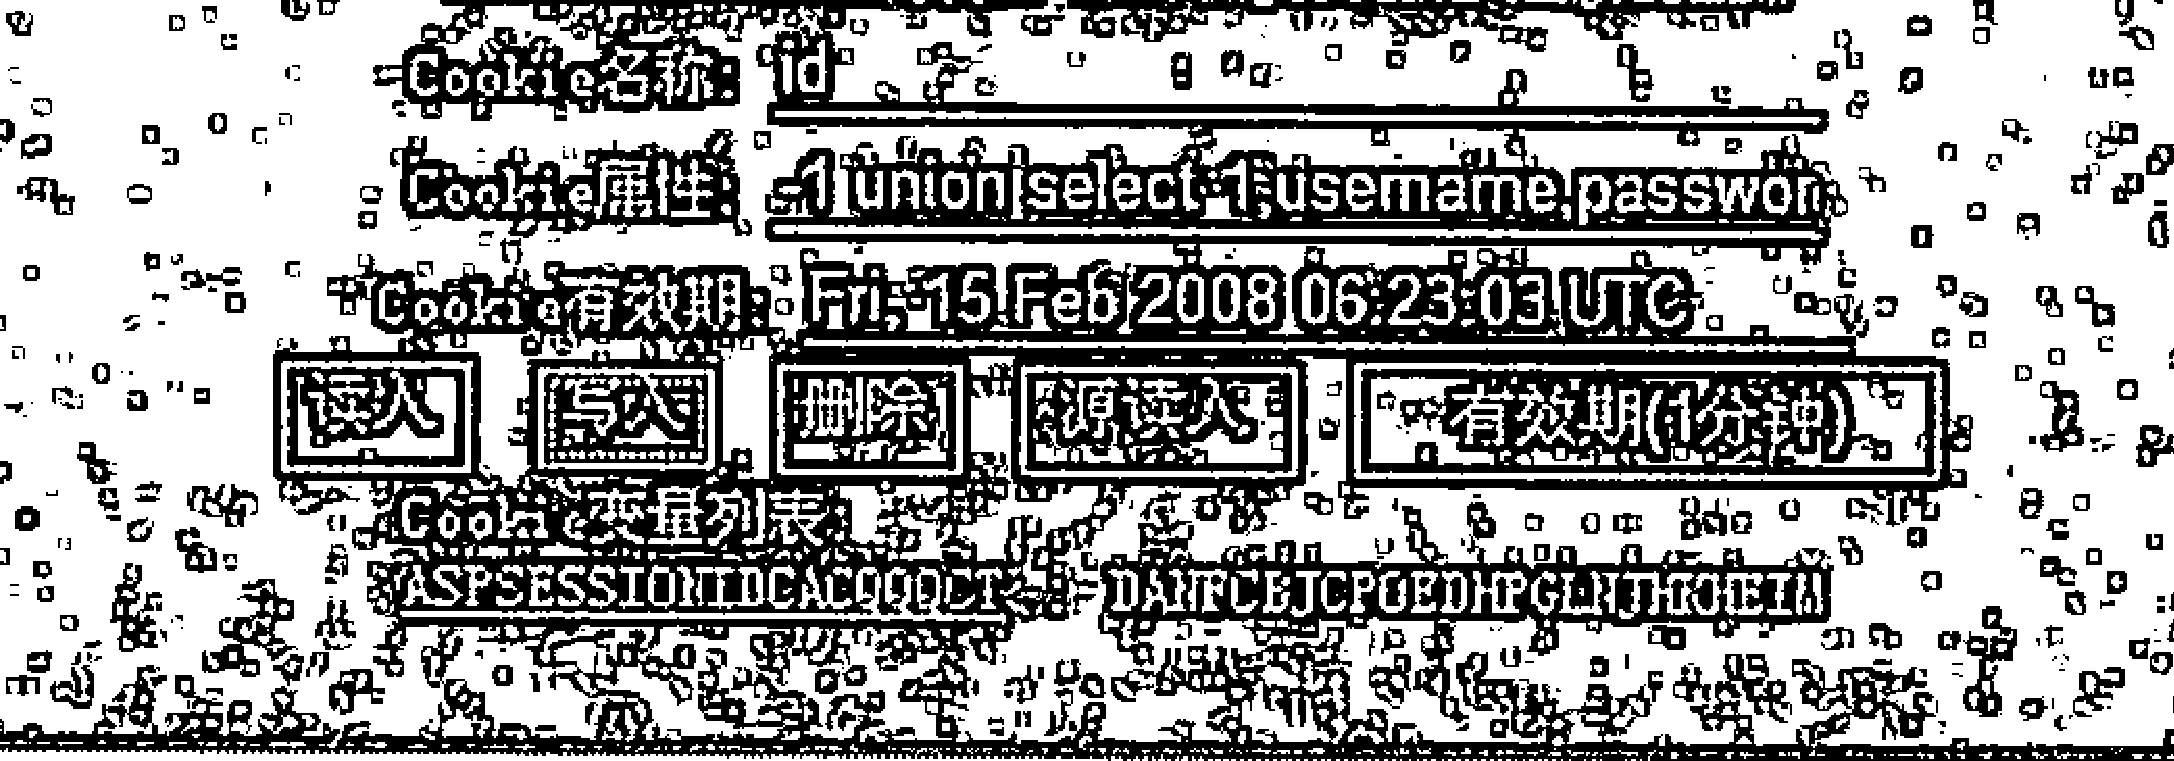 Cookie名称: id
Cookie属性: -1 union select 1,username,passwor
Cookie有效期: Fri, 15 Feb 2008 06:23:03 UTC
读入 写入 删除 源读入 有效期(1分钟)
Cookie变量列表: